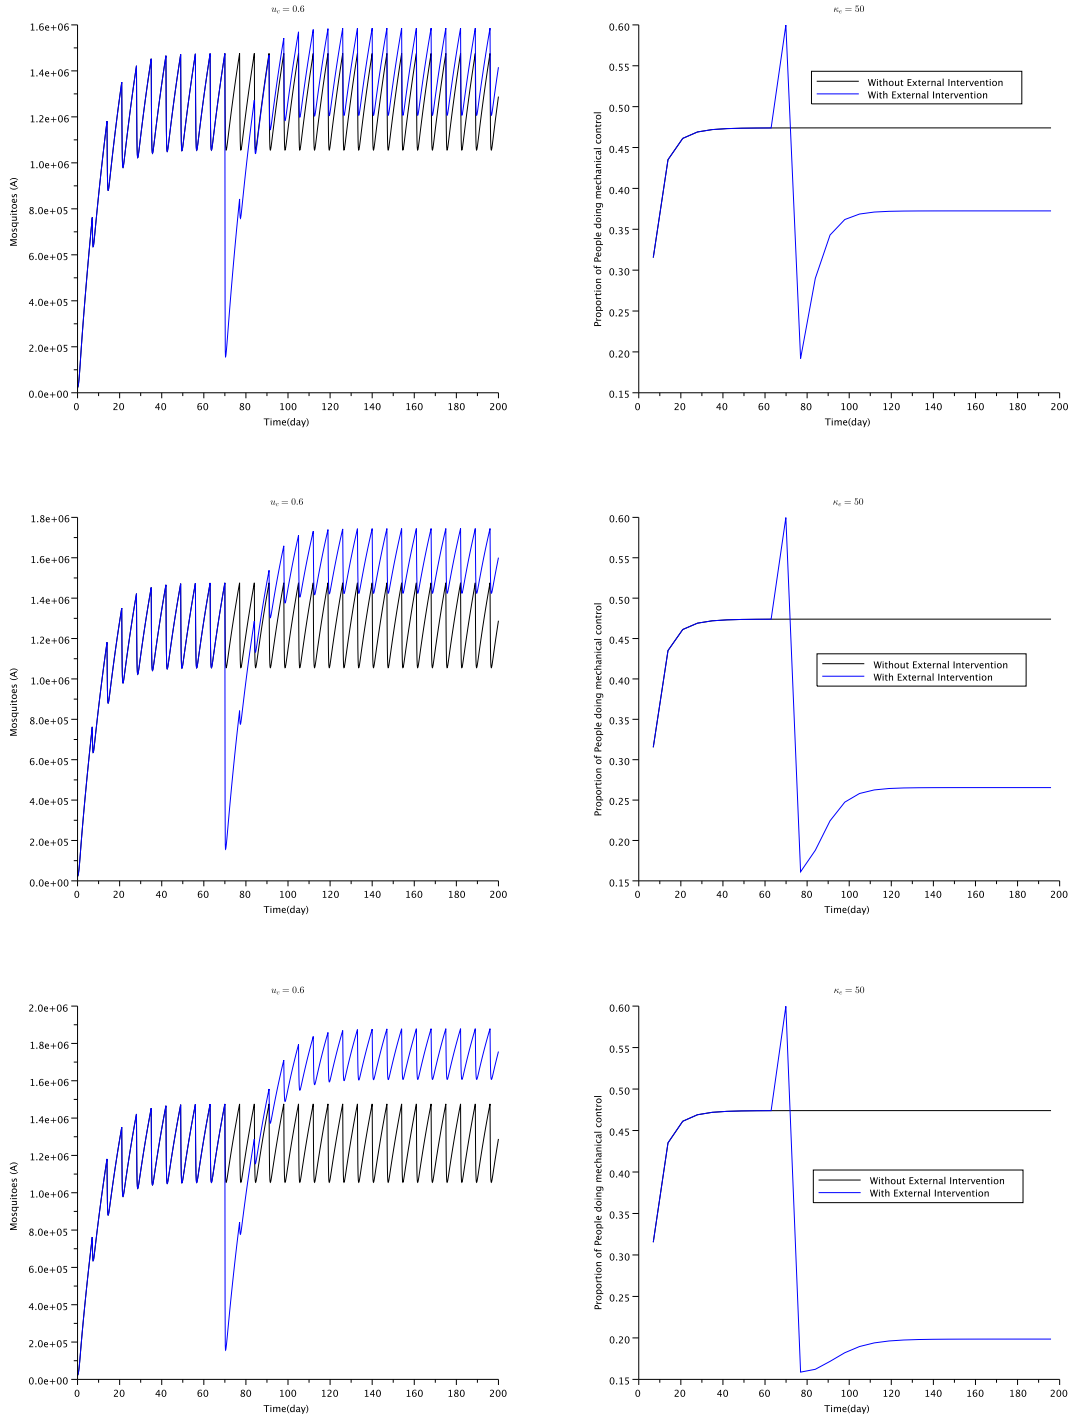 u_c = 0.6
1.6e+06
1.4e+06
1.2e+06
1.0e+06
8.0e+05
6.0e+05
4.0e+05
2.0e+05
0.0e+00
Mosquitoes (A)
0 20 40 60 80 100 120 140 160 180 200
Time(day)
κ_e = 50
0.60
0.55
0.50
0.45
0.40
0.35
0.30
0.25
0.20
0.15
Proportion of People doing mechanical control
Without External Intervention
With External Intervention
0 20 40 60 80 100 120 140 160 180 200
Time(day)
u_c = 0.6
1.8e+06
1.6e+06
1.4e+06
1.2e+06
1.0e+06
8.0e+05
6.0e+05
4.0e+05
2.0e+05
0.0e+00
Mosquitoes (A)
0 20 40 60 80 100 120 140 160 180 200
Time(day)
κ_e = 50
0.60
0.55
0.50
0.45
0.40
0.35
0.30
0.25
0.20
0.15
Proportion of People doing mechanical control
Without External Intervention
With External Intervention
0 20 40 60 80 100 120 140 160 180 200
Time(day)
u_c = 0.6
2.0e+06
1.8e+06
1.6e+06
1.4e+06
1.2e+06
1.0e+06
8.0e+05
6.0e+05
4.0e+05
2.0e+05
0.0e+00
Mosquitoes (A)
0 20 40 60 80 100 120 140 160 180 200
Time(day)
κ_e = 50
0.60
0.55
0.50
0.45
0.40
0.35
0.30
0.25
0.20
0.15
Proportion of People doing mechanical control
Without External Intervention
With External Intervention
0 20 40 60 80 100 120 140 160 180 200
Time(day)